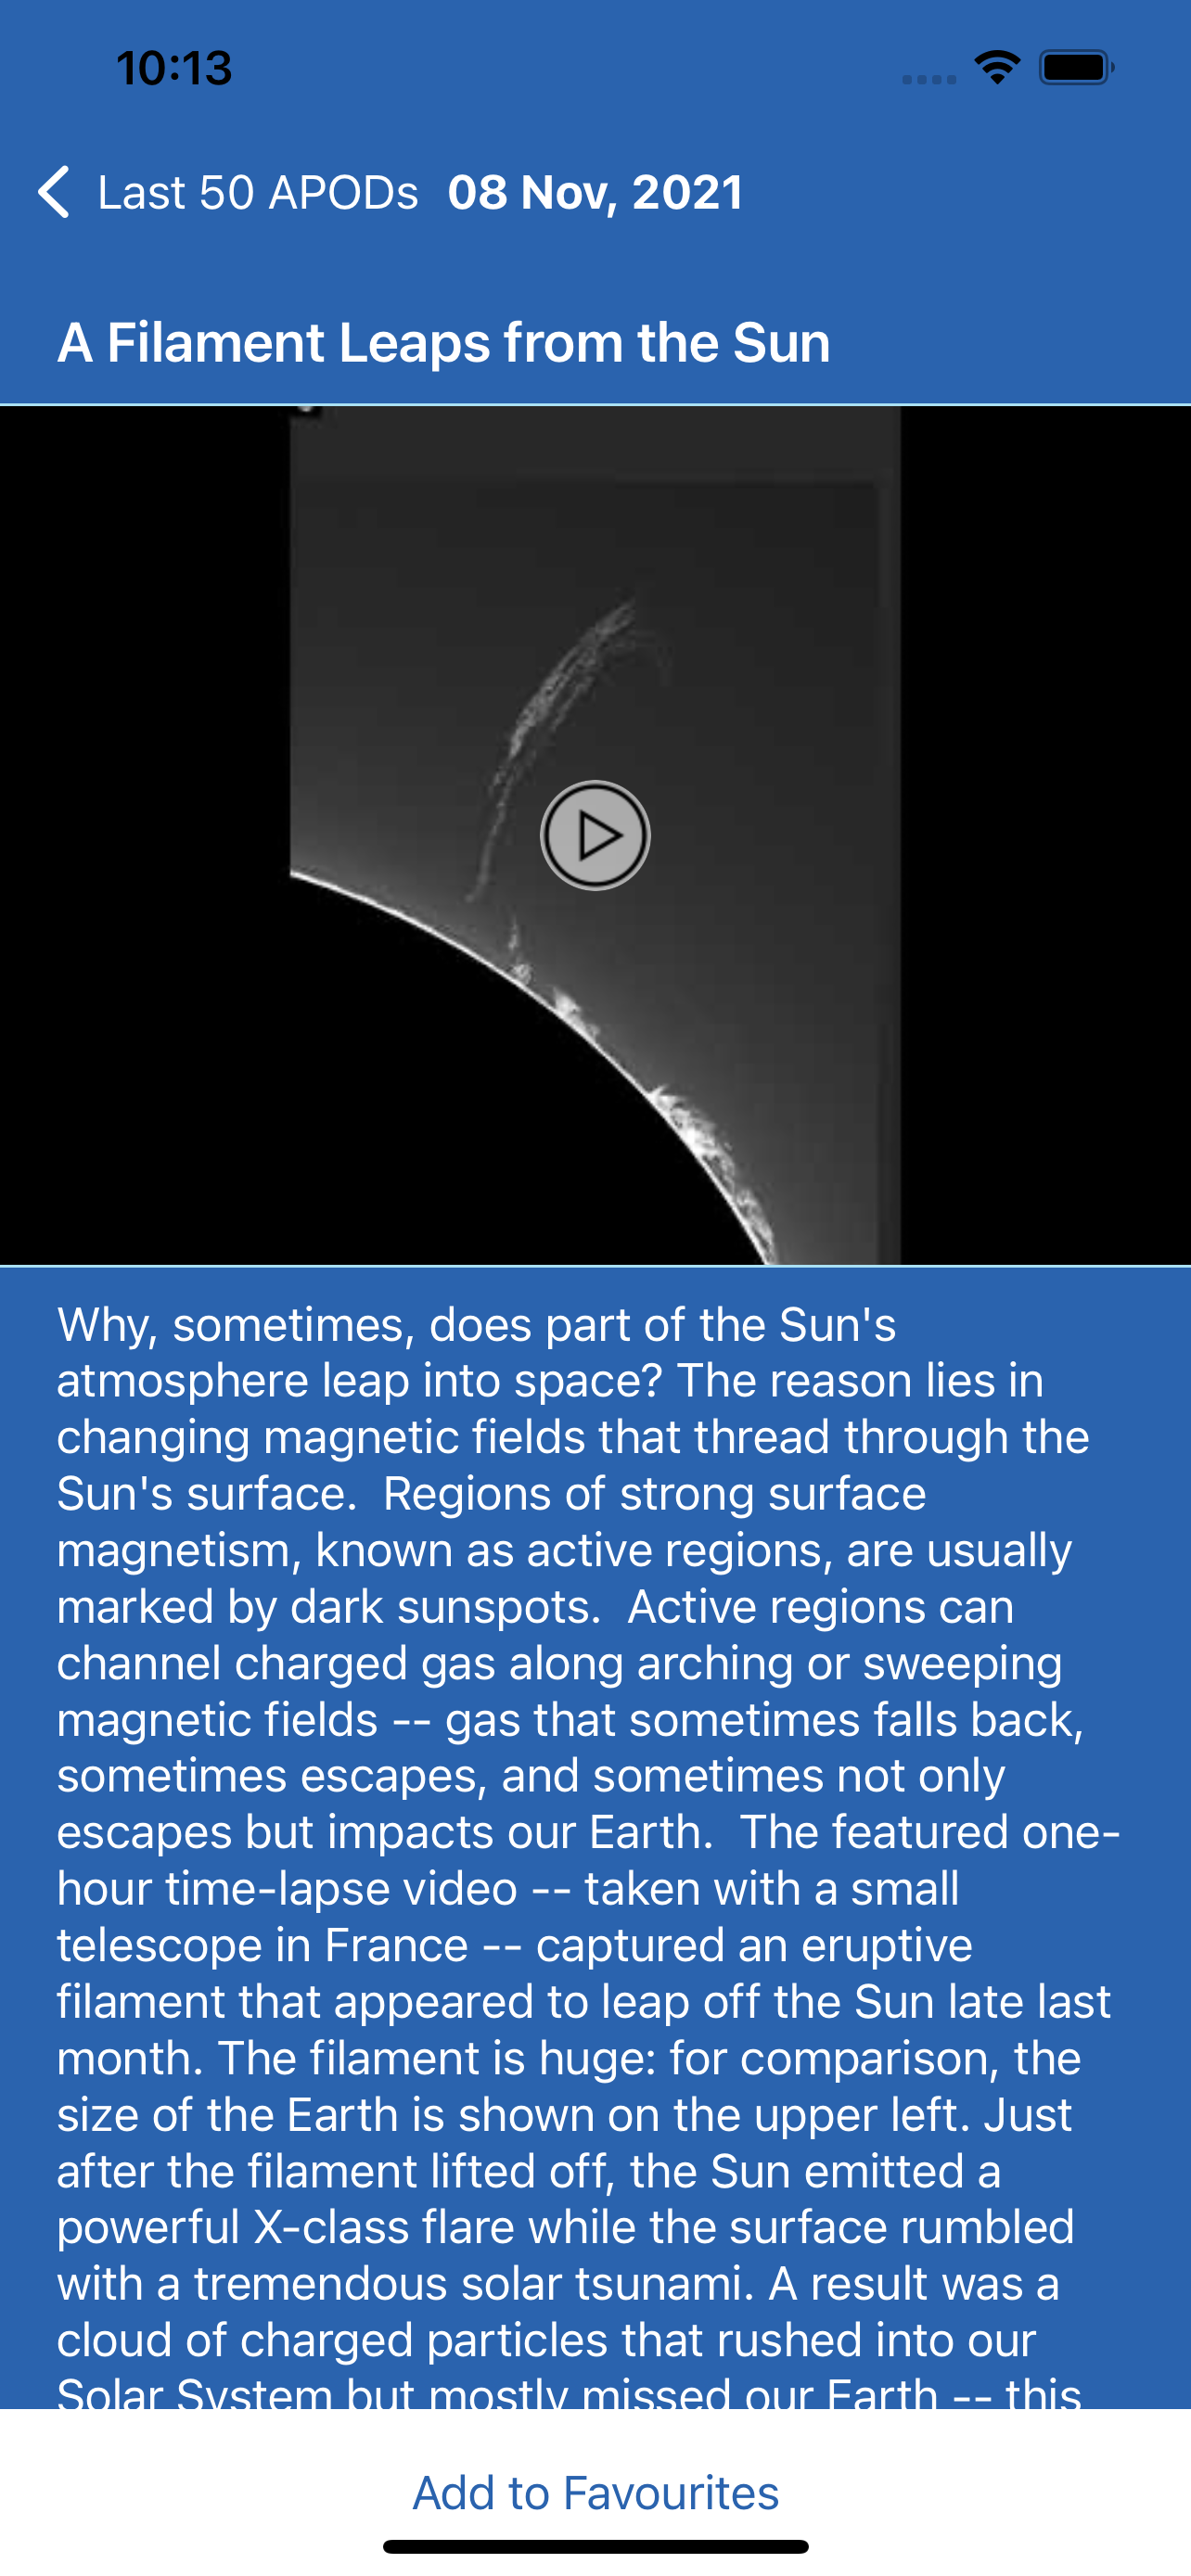 10:13
Last 50 APODs 08 Nov, 2021
A Filament Leaps from the Sun
Why, sometimes, does part of the Sun's
atmosphere leap into space? The reason lies in
changing magnetic fields that thread through the
Sun's surface.  Regions of strong surface
magnetism, known as active regions, are usually
marked by dark sunspots.  Active regions can
channel charged gas along arching or sweeping
magnetic fields -- gas that sometimes falls back,
sometimes escapes, and sometimes not only
escapes but impacts our Earth.  The featured one-
hour time-lapse video -- taken with a small
telescope in France -- captured an eruptive
filament that appeared to leap off the Sun late last
month. The filament is huge: for comparison, the
size of the Earth is shown on the upper left. Just
after the filament lifted off, the Sun emitted a
powerful X-class flare while the surface rumbled
with a tremendous solar tsunami. A result was a
cloud of charged particles that rushed into our
Solar System but mostly missed our Earth -- this
Add to Favourites